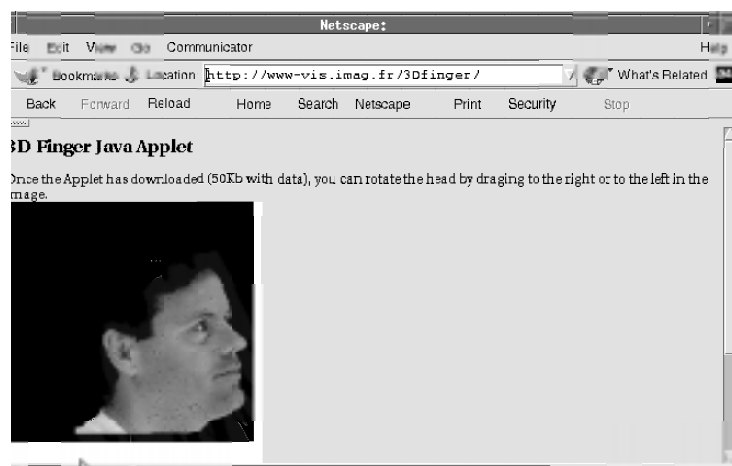 Netscape:
File Edit View Go Communicator Help
Bookmarks Location http://www-vis.imag.fr/3Dfinger/ What's Related
Back Forward Reload Home Search Netscape Print Security Stop
3D Finger Java Applet
Once the Applet has downloaded (50Kb with data), you can rotate the head by draging to the right or to the left in the
image.